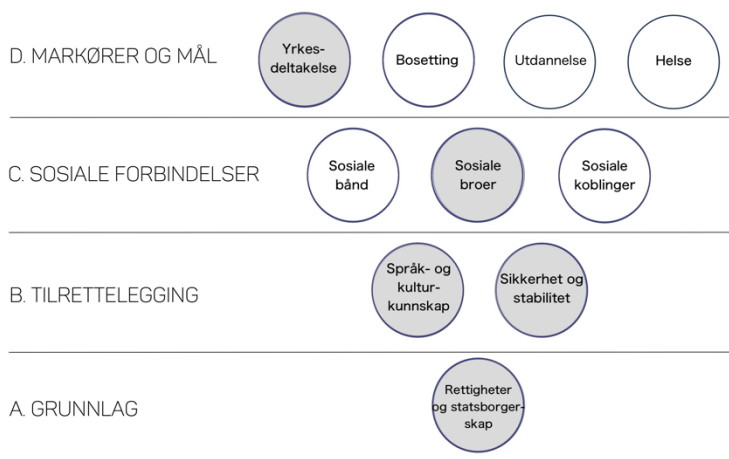 D. MARKØRER OG MÅL
Yrkes-
deltakelse
Bosetting
Utdannelse
Helse
C. SOSIALE FORBINDELSER
Sosiale
bånd
Sosiale
broer
Sosiale
koblinger
B. TILRETTELEGGING
Språk- og
kultur-
kunnskap
Sikkerhet og
stabilitet
A. GRUNNLAG
Rettigheter
og statsborger-
skap